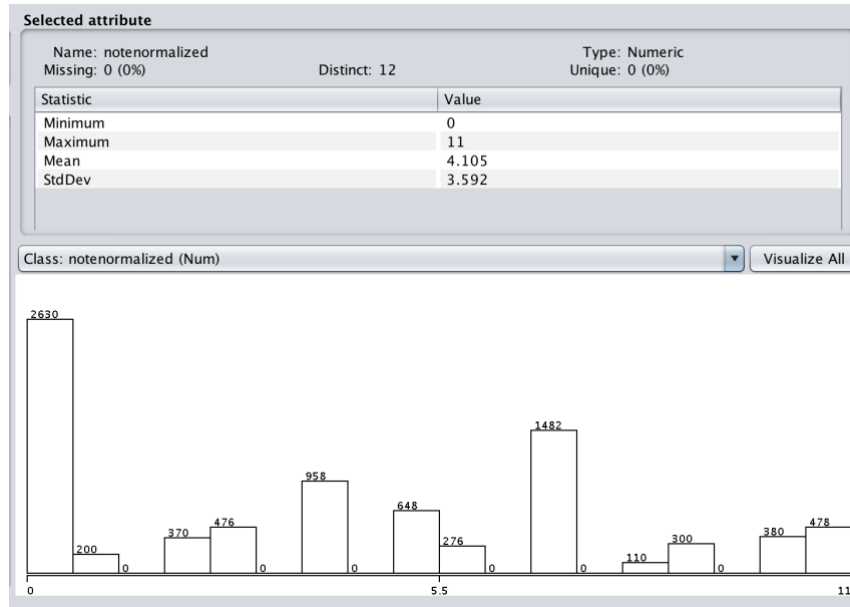 Selected attribute
Name: notenormalized Type: Numeric
Missing: 0 (0%) Distinct: 12 Unique: 0 (0%)
Statistic Value
Minimum 0
Maximum 11
Mean 4.105
StdDev 3.592
Class: notenormalized (Num) Visualize All
2630
1482
958
648
370 476 380 478
200 276 110 300
0 0 0 0 0 0
0 5.5 11